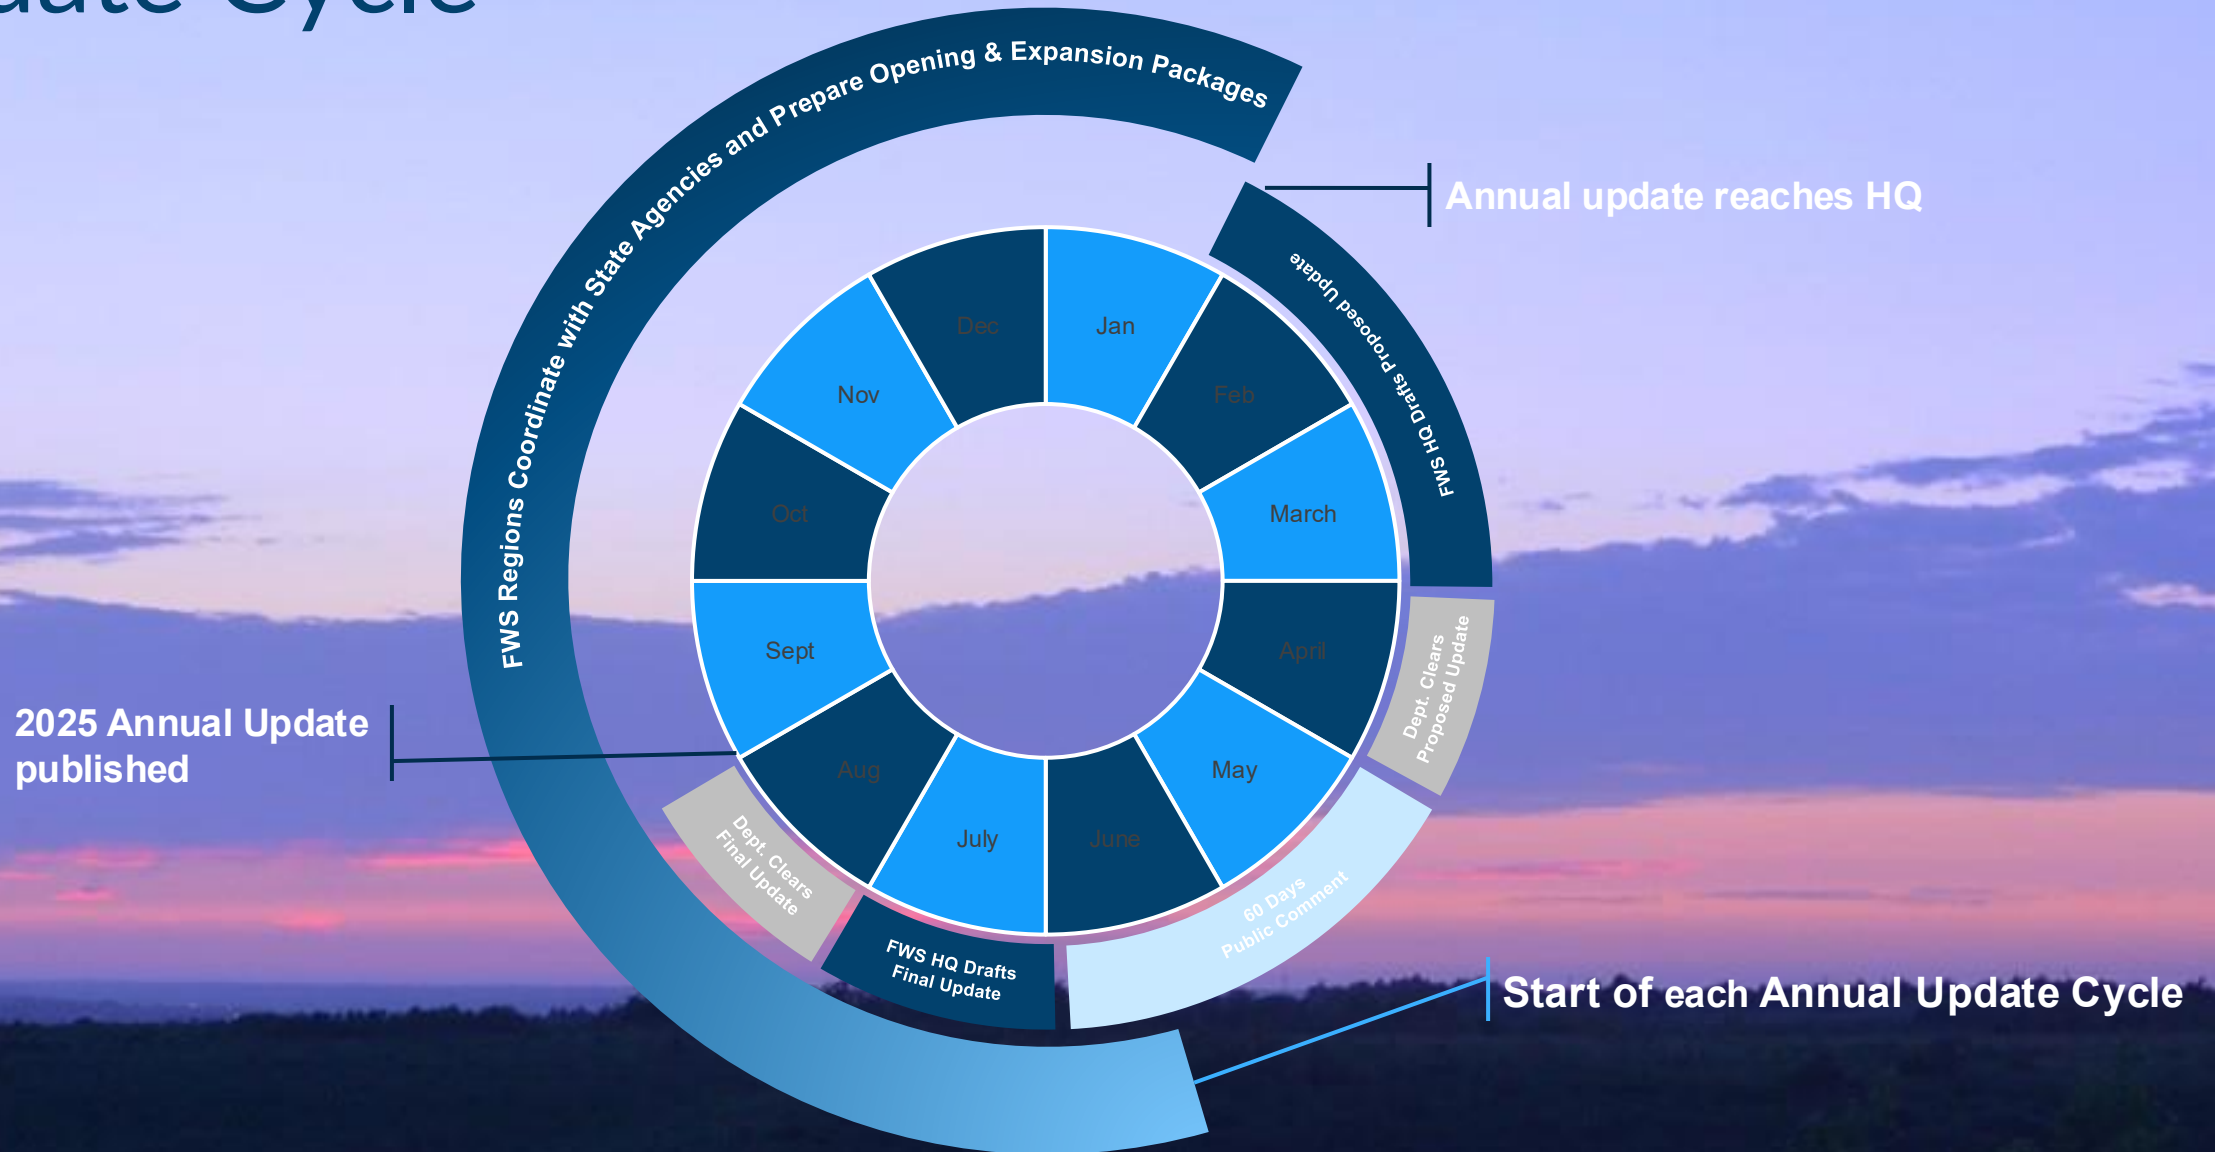 Cycle
FWS Regions Coordinate with State Agencies and Prepare Opening & Expansion Packages
Annual update reaches HQ
FWS HQ Drafts Proposed Update
Dec
Jan
Nov
Feb
Oct
March
Sept
April
Aug
May
July
June
Dept. Clears
Proposed Update
2025 Annual Update
published
Dept. Clears
Final Update
60 Days
Public Comment
FWS HQ Drafts
Final Update
Start of each Annual Update Cycle